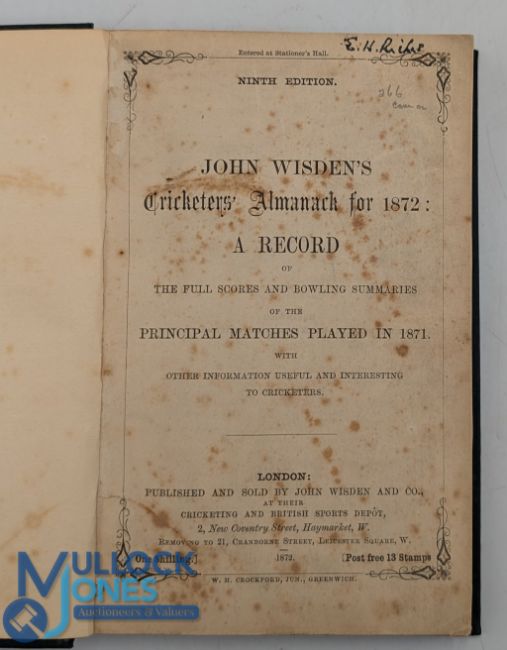 Entered at Stationer's Hall.
NINTH EDITION.
266
JOHN WISDEN'S
Cricketers' Almanack for 1872:
A RECORD
OF
THE FULL SCORES AND BOWLING SUMMARIES
OF THE
PRINCIPAL MATCHES PLAYED IN 1871.
WITH
OTHER INFORMATION USEFUL AND INTERESTING
TO CRICKETERS.
LONDON:
PUBLISHED AND SOLD BY JOHN WISDEN AND CO.,
AT THEIR
CRICKETING AND BRITISH SPORTS DEPÔT,
2, New Coventry Street, Haymarket, W.
REMOVING TO 21, CRANBORNE STREET, LEICESTER SQUARE, W.
One Shilling.] 1872. [Post free 13 Stamps
W. H. CROCKFORD, JUN., GREENWICH.
MULLOCK
JONES
Auctioneers & Valuers